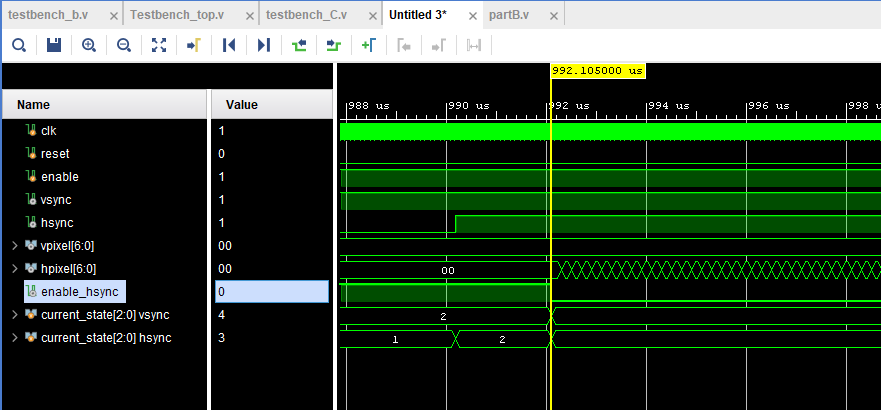 testbench_b.v × Testbench_top.v × testbench_C.v × Untitled 3* × partB.v ×
992.105000 us
Name Value 988 us 990 us 992 us 994 us 996 us 998 us
clk 1
reset 0
enable 1
vsync 1
hsync 1
vpixel[6:0] 00
hpixel[6:0] 00 00
enable_hsync 0
current_state[2:0] vsync 4 2
current_state[2:0] hsync 3 1 2